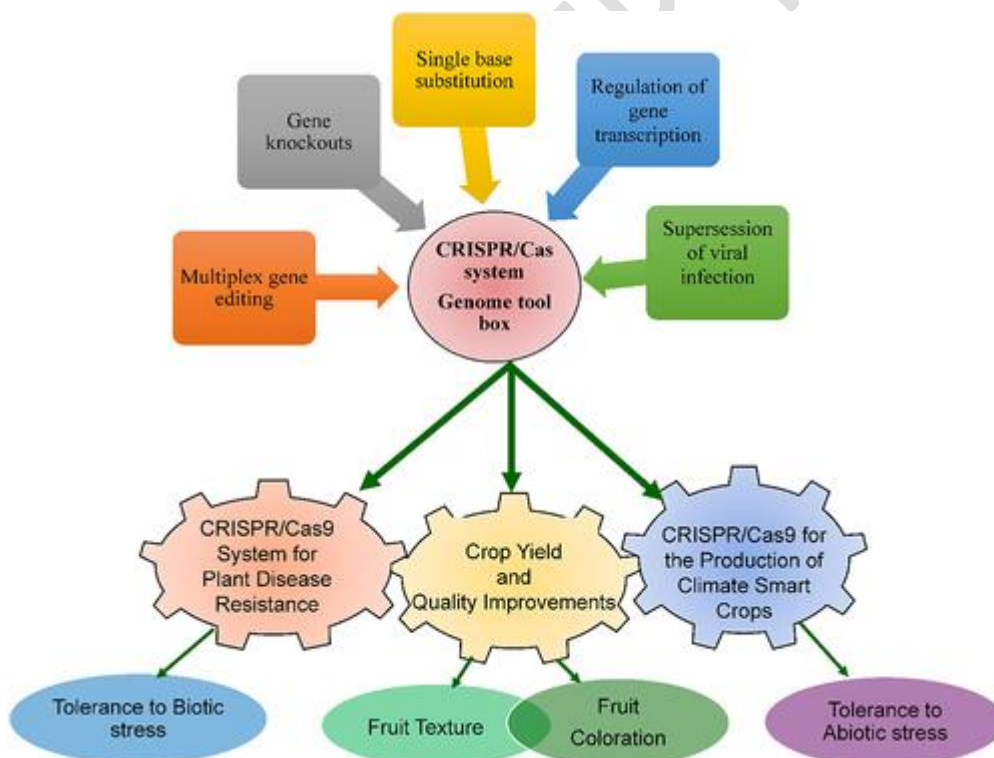 Single base
substitution
Regulation of
gene
transcription
Gene
knockouts
Supersession
of viral
infection
Multiplex gene
editing
CRISPR/Cas
system
Genome tool
box
CRISPR/Cas9
System for
Plant Disease
Resistance
Crop Yield
and
Quality Improvements
CRISPR/Cas9 for
the Production of
Climate Smart
Crops
Tolerance to Biotic
stress
Fruit Texture
Fruit
Coloration
Tolerance to
Abiotic stress